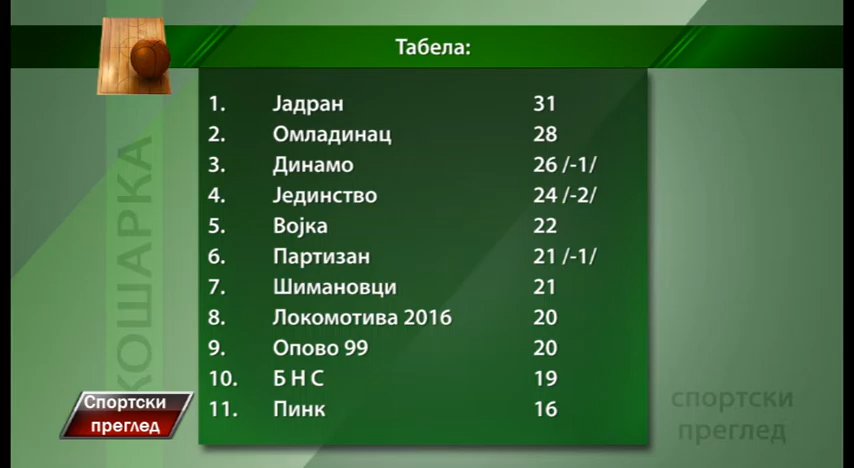 Табела:
1. Јадран 31
2. Омладинац 28
3. Динамо 26 /-1/
4. Јединство 24 /-2/
5. Војка 22
6. Партизан 21 /-1/
7. Шимановци 21
8. Локомотива 2016 20
9. Опово 99 20
10. Б Н С 19
11. Пинк 16
КОШАРКА
Спортски
преглед
спортски
преглед